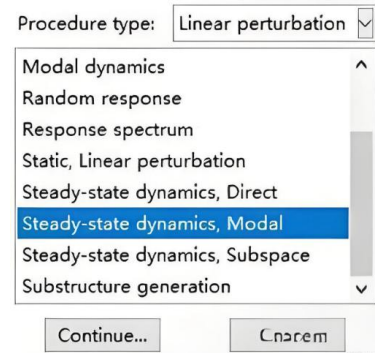 Procedure type: Linear perturbation
Modal dynamics
Random response
Response spectrum
Static, Linear perturbation
Steady-state dynamics, Direct
Steady-state dynamics, Modal
Steady-state dynamics, Subspace
Substructure generation
Continue...